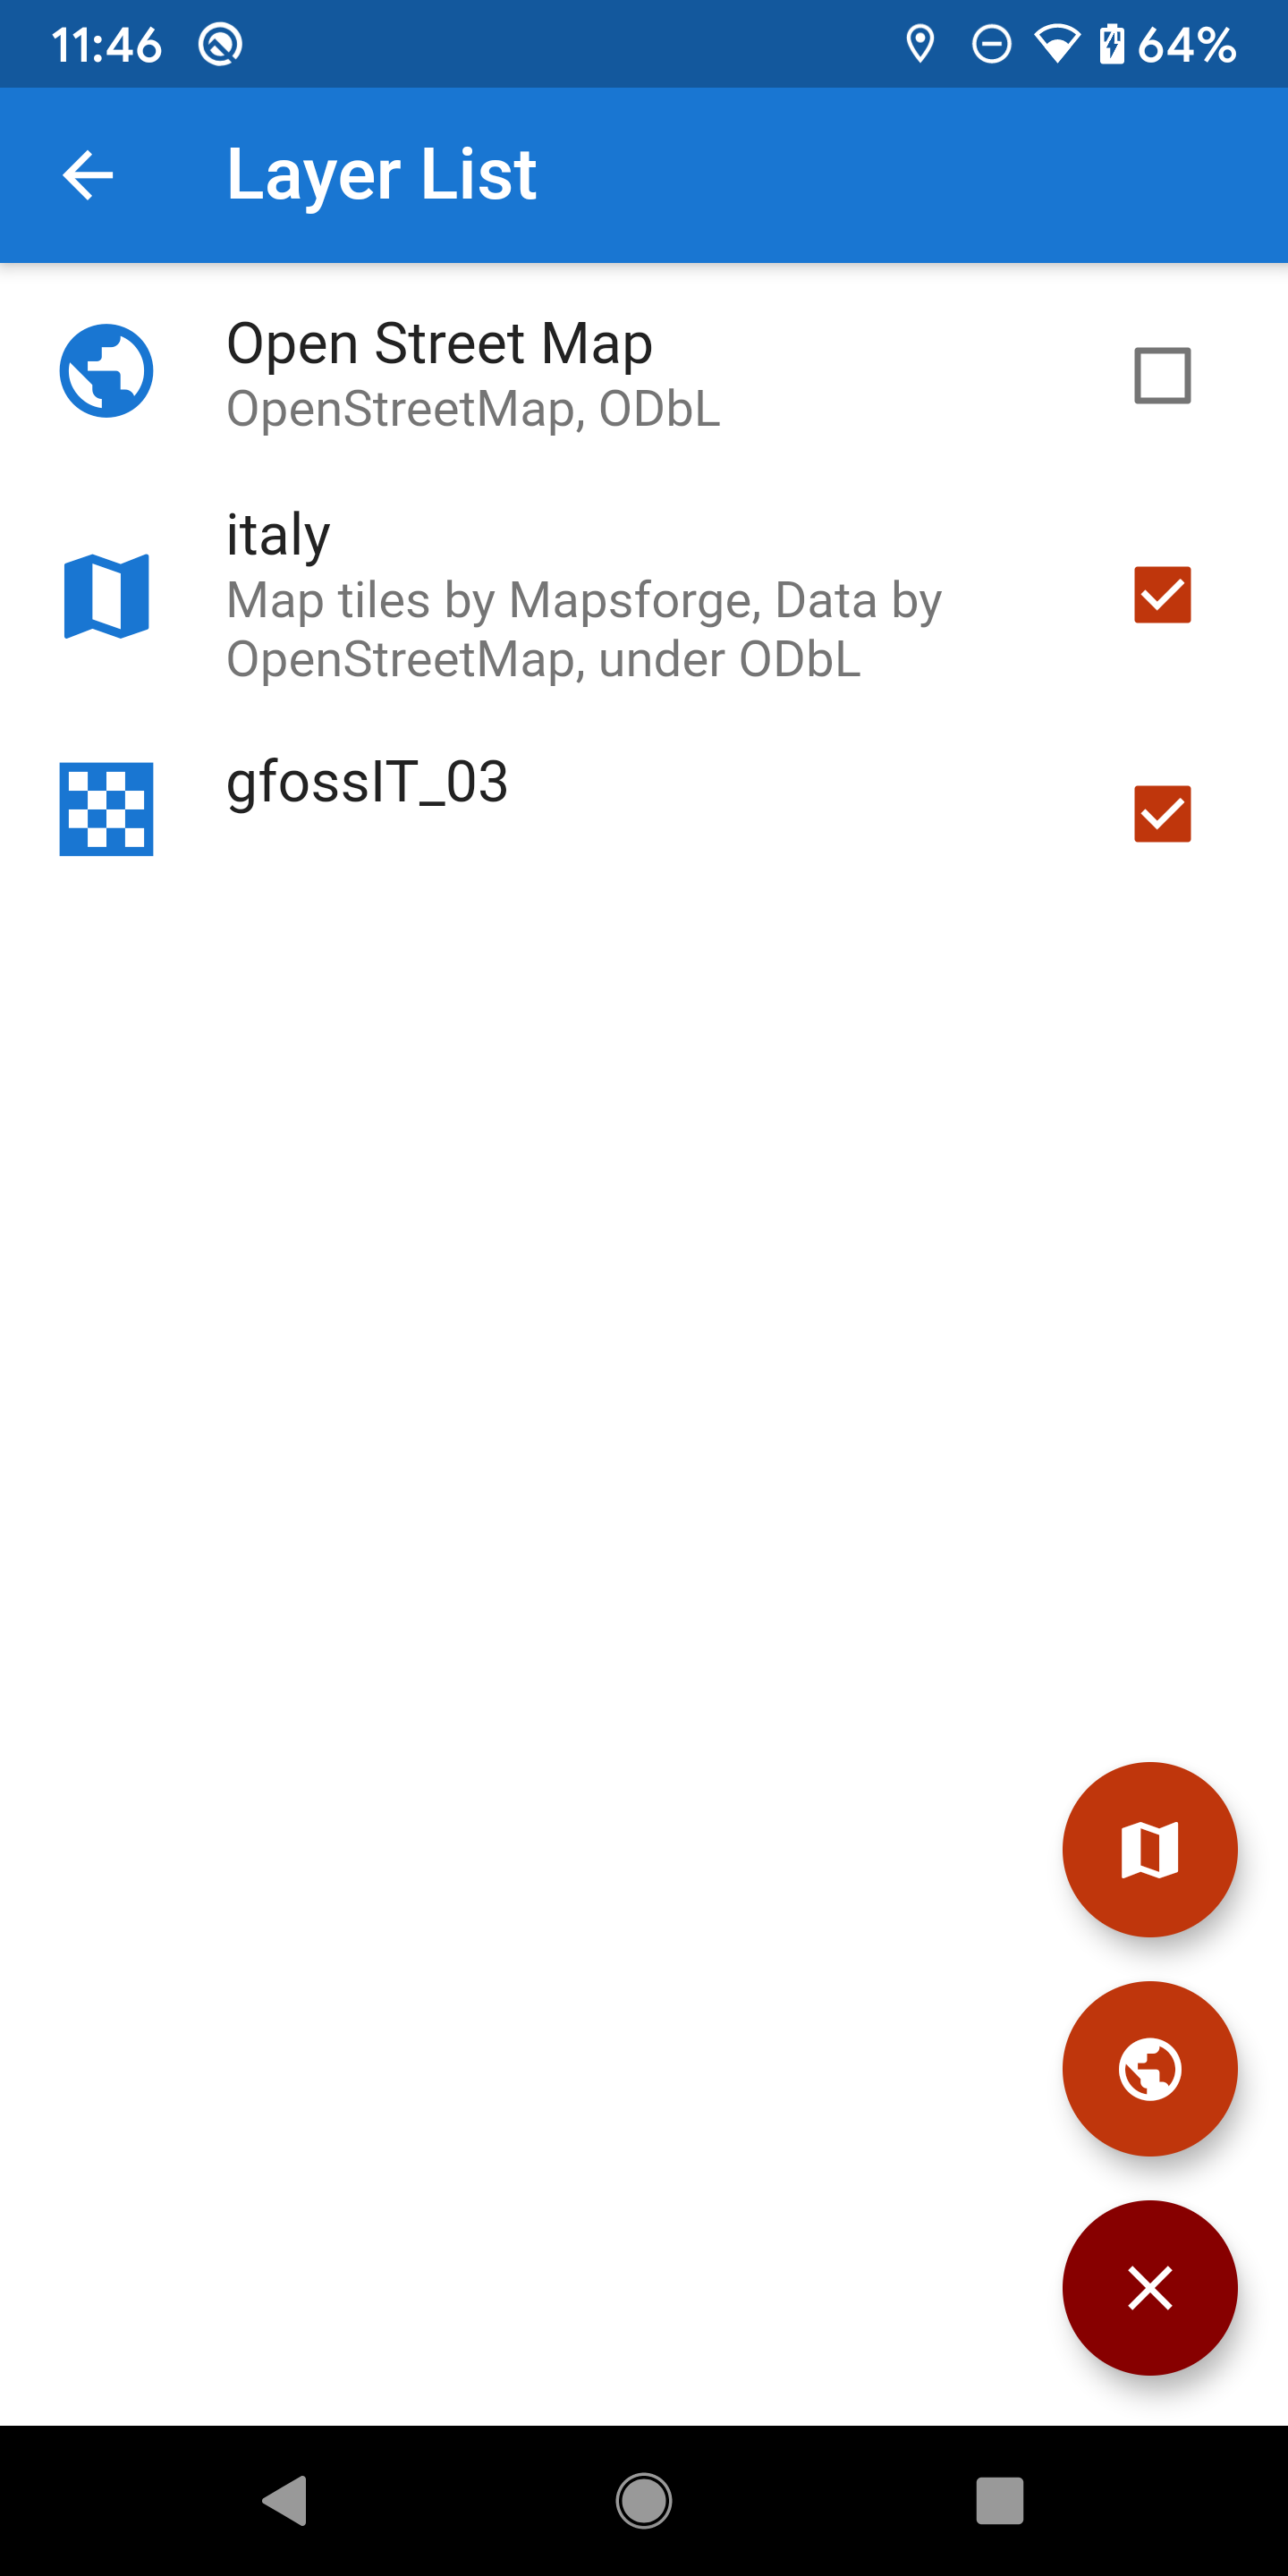 11:46
64%
Layer List
Open Street Map
OpenStreetMap, ODbL
italy
Map tiles by Mapsforge, Data by
OpenStreetMap, under ODbL
gfossIT_03